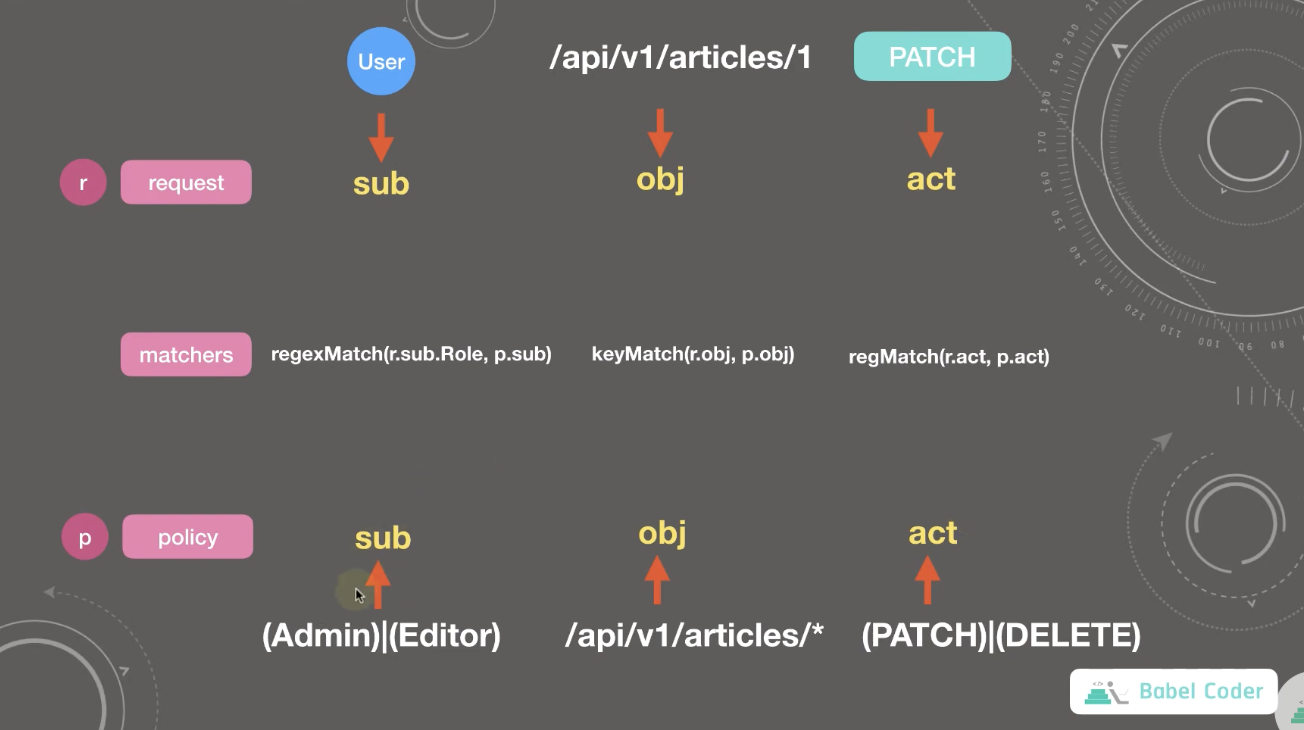 User /api/v1/articles/1 PATCH
r request sub obj act
matchers regexMatch(r.sub.Role, p.sub) keyMatch(r.obj, p.obj) regMatch(r.act, p.act)
p policy sub obj act
(Admin)|(Editor) /api/v1/articles/* (PATCH)|(DELETE)
Babel Coder